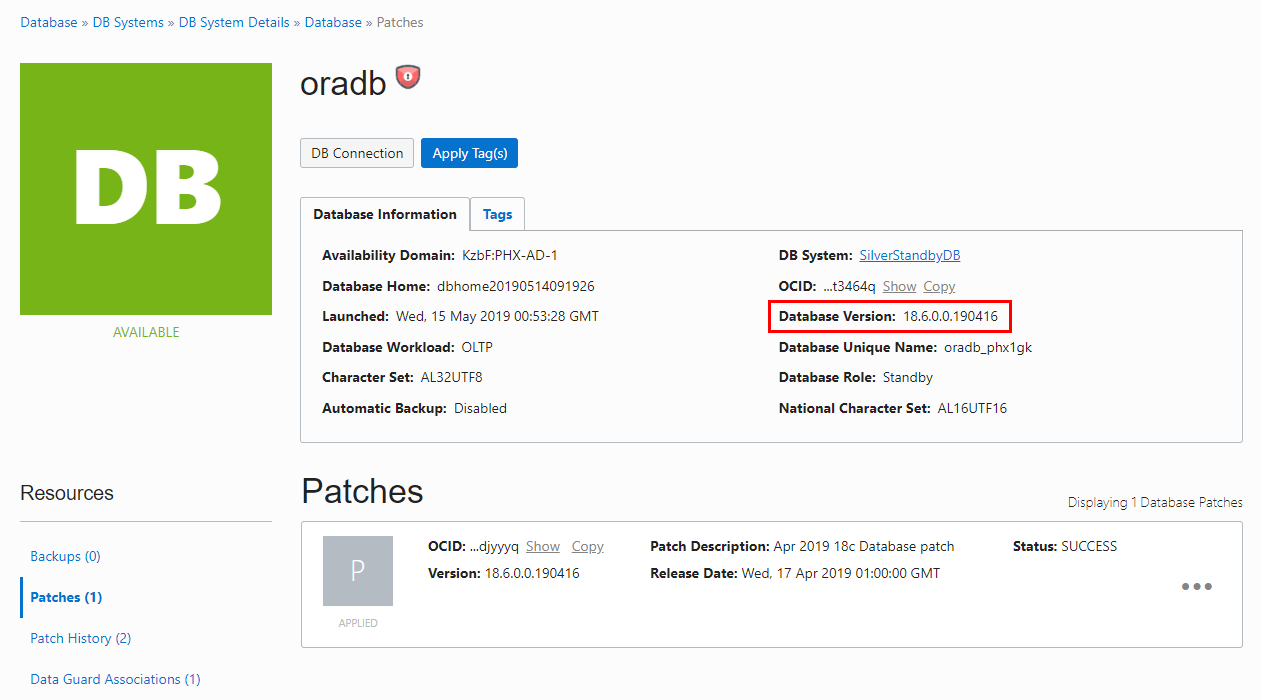 Database » DB Systems » DB System Details » Database » Patches
DB
AVAILABLE
oradb
DB Connection
Apply Tag(s)
Database Information
Tags
Availability Domain: KzbF:PHX-AD-1
Database Home: dbhome20190514091926
Launched: Wed, 15 May 2019 00:53:28 GMT
Database Workload: OLTP
Character Set: AL32UTF8
Automatic Backup: Disabled
DB System: SilverStandbyDB
OCID: ...t3464q Show Copy
Database Version: 18.6.0.0.190416
Database Unique Name: oradb_phx1gk
Database Role: Standby
National Character Set: AL16UTF16
Resources
Backups (0)
Patches (1)
Patch History (2)
Data Guard Associations (1)
Patches
Displaying 1 Database Patches
P
APPLIED
OCID: ...djyyyq Show Copy
Version: 18.6.0.0.190416
Patch Description: Apr 2019 18c Database patch
Release Date: Wed, 17 Apr 2019 01:00:00 GMT
Status: SUCCESS